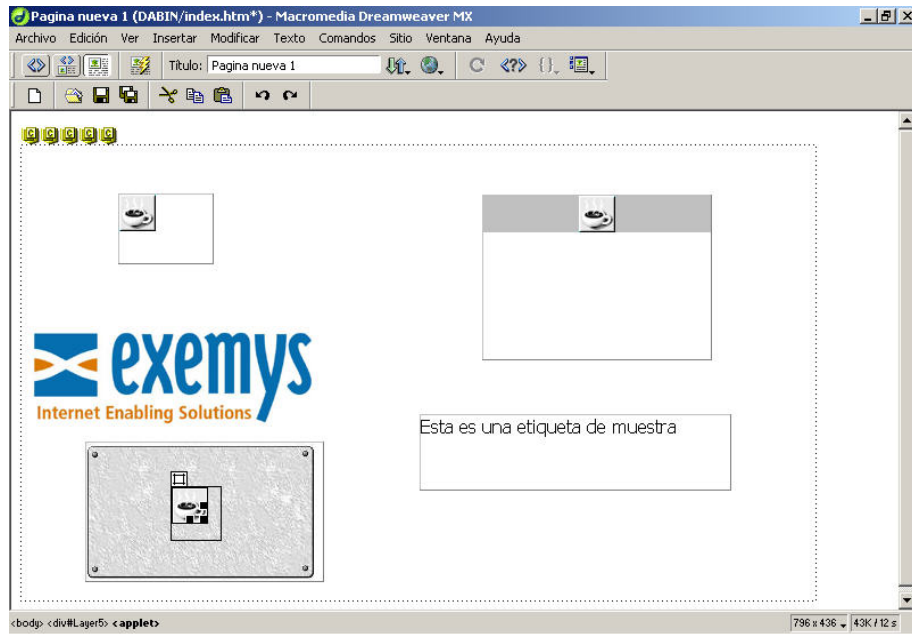 Pagina nueva 1 (DABIN/index.htm*) - Macromedia Dreamweaver MX
Archivo Edición Ver Insertar Modificar Texto Comandos Sitio Ventana Ayuda
Título: Pagina nueva 1
exemys
Internet Enabling Solutions
Esta es una etiqueta de muestra
<body> <div#Layer5> <applet>
796 x 436 43K / 12 s